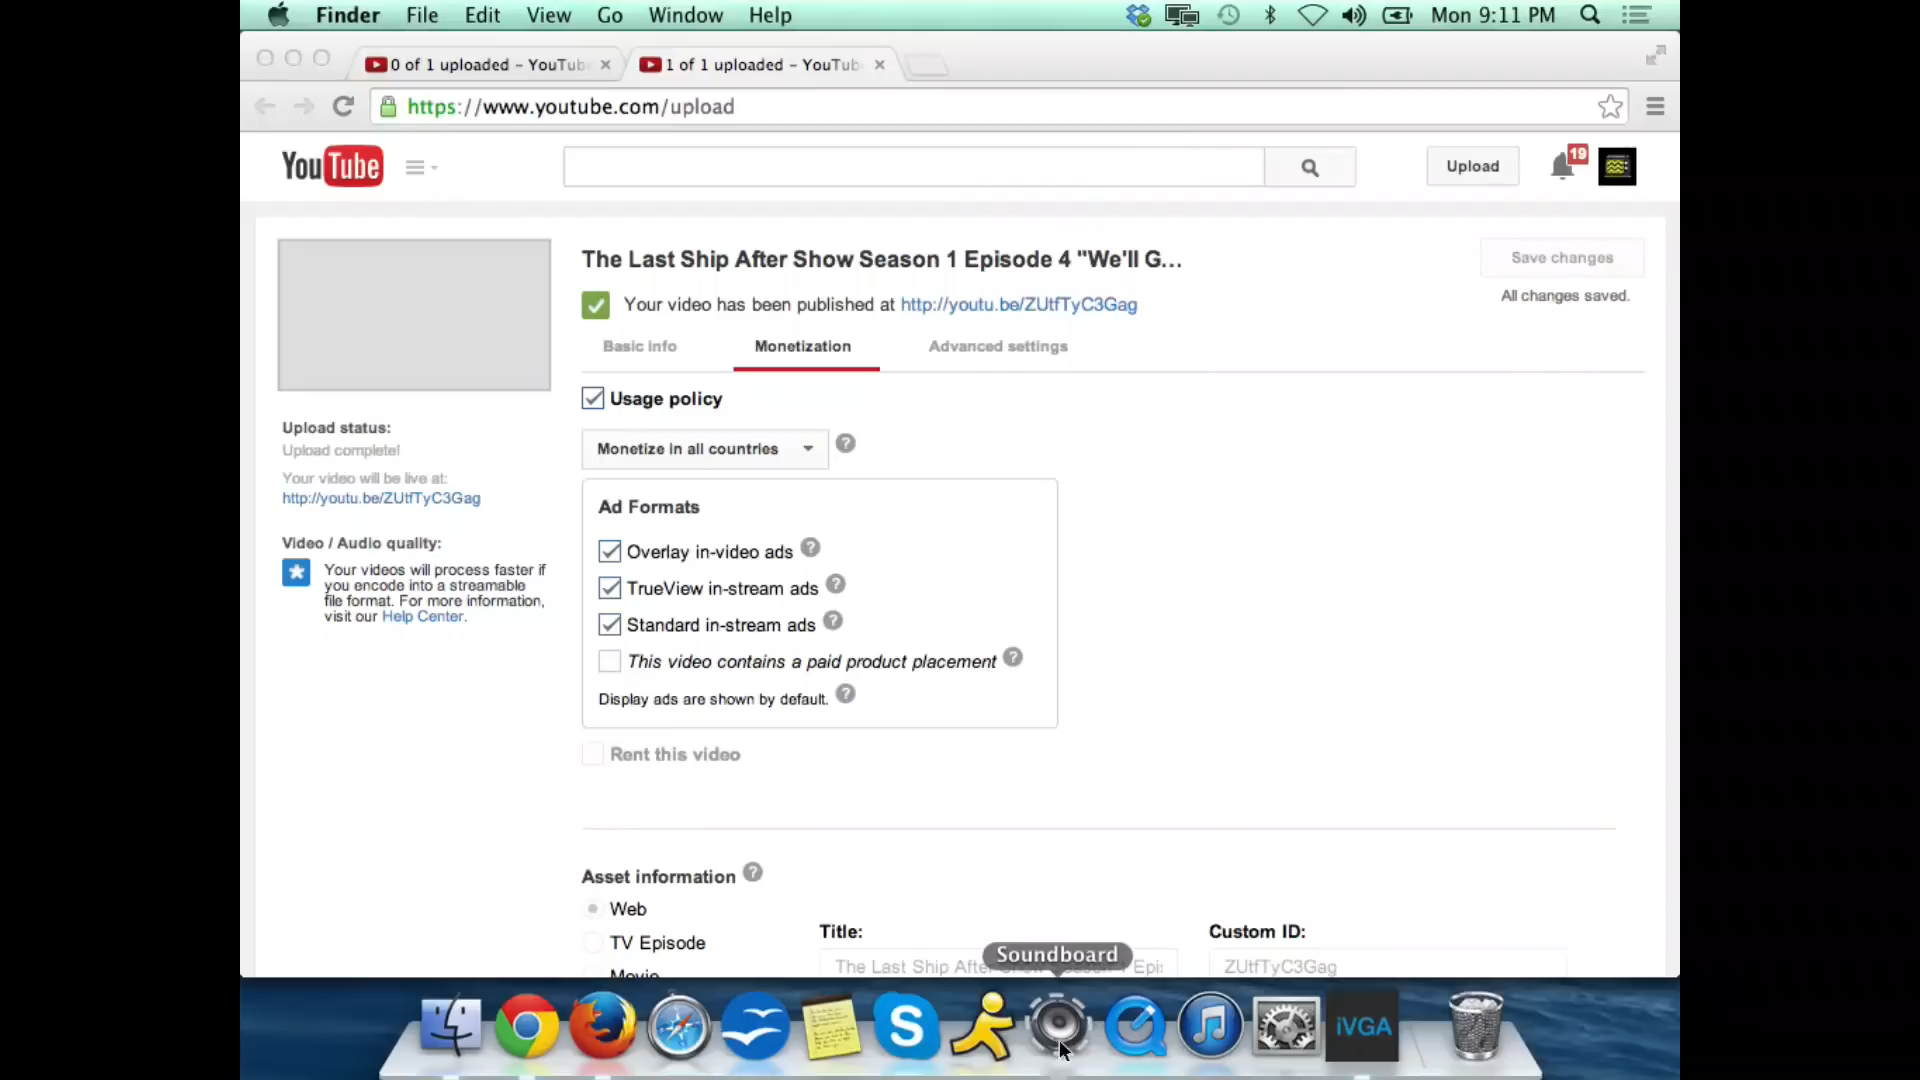 Finder File Edit View Go Window Help Mon 9:11 PM
0 of 1 uploaded - YouTub 1 of 1 uploaded - YouTub
https://www.youtube.com/upload
YouTube Upload 19
The Last Ship After Show Season 1 Episode 4 "We'll G...
Save changes
Your video has been published at http://youtu.be/ZUtfTyC3Gag
All changes saved.
Basic info Monetization Advanced settings
Usage policy
Monetize in all countries ?
Upload status:
Upload complete!
Your video will be live at:
http://youtu.be/ZUtfTyC3Gag
Video / Audio quality:
Your videos will process faster if
you encode into a streamable
file format. For more information,
visit our Help Center.
Ad Formats
Overlay in-video ads ?
TrueView in-stream ads ?
Standard in-stream ads ?
This video contains a paid product placement ?
Display ads are shown by default. ?
Rent this video
Asset information ?
Web
TV Episode
Movie
Title:
Custom ID:
The Last Ship Afte Epi
ZUtfTyC3Gag
Soundboard
S
iVGA